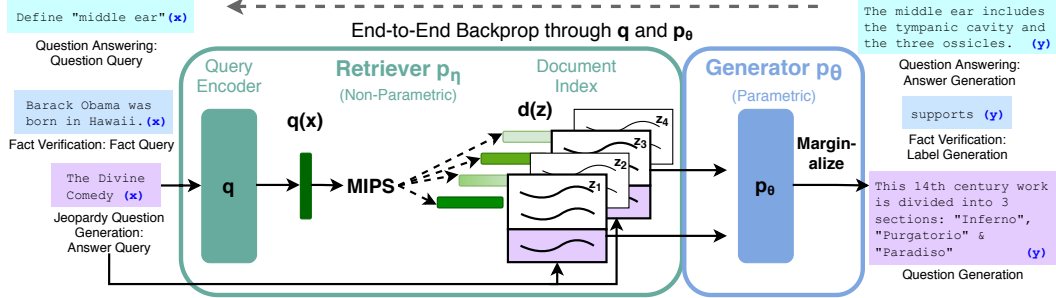 Define "middle ear"(x)
Question Answering:
Question Query
Barack Obama was
born in Hawaii.(x)
Fact Verification: Fact Query
The Divine
Comedy (x)
Jeopardy Question
Generation:
Answer Query
End-to-End Backprop through q and pθ
Query
Encoder
q
q(x)
Retriever pη
(Non-Parametric)
MIPS
Document
Index
d(z)
z4
z3
z2
z1
Generator pθ
(Parametric)
pθ
Margin-
alize
The middle ear includes
the tympanic cavity and
the three ossicles. (y)
Question Answering:
Answer Generation
supports (y)
Fact Verification:
Label Generation
This 14th century work
is divided into 3
sections: "Inferno",
"Purgatorio" &
"Paradiso" (y)
Question Generation